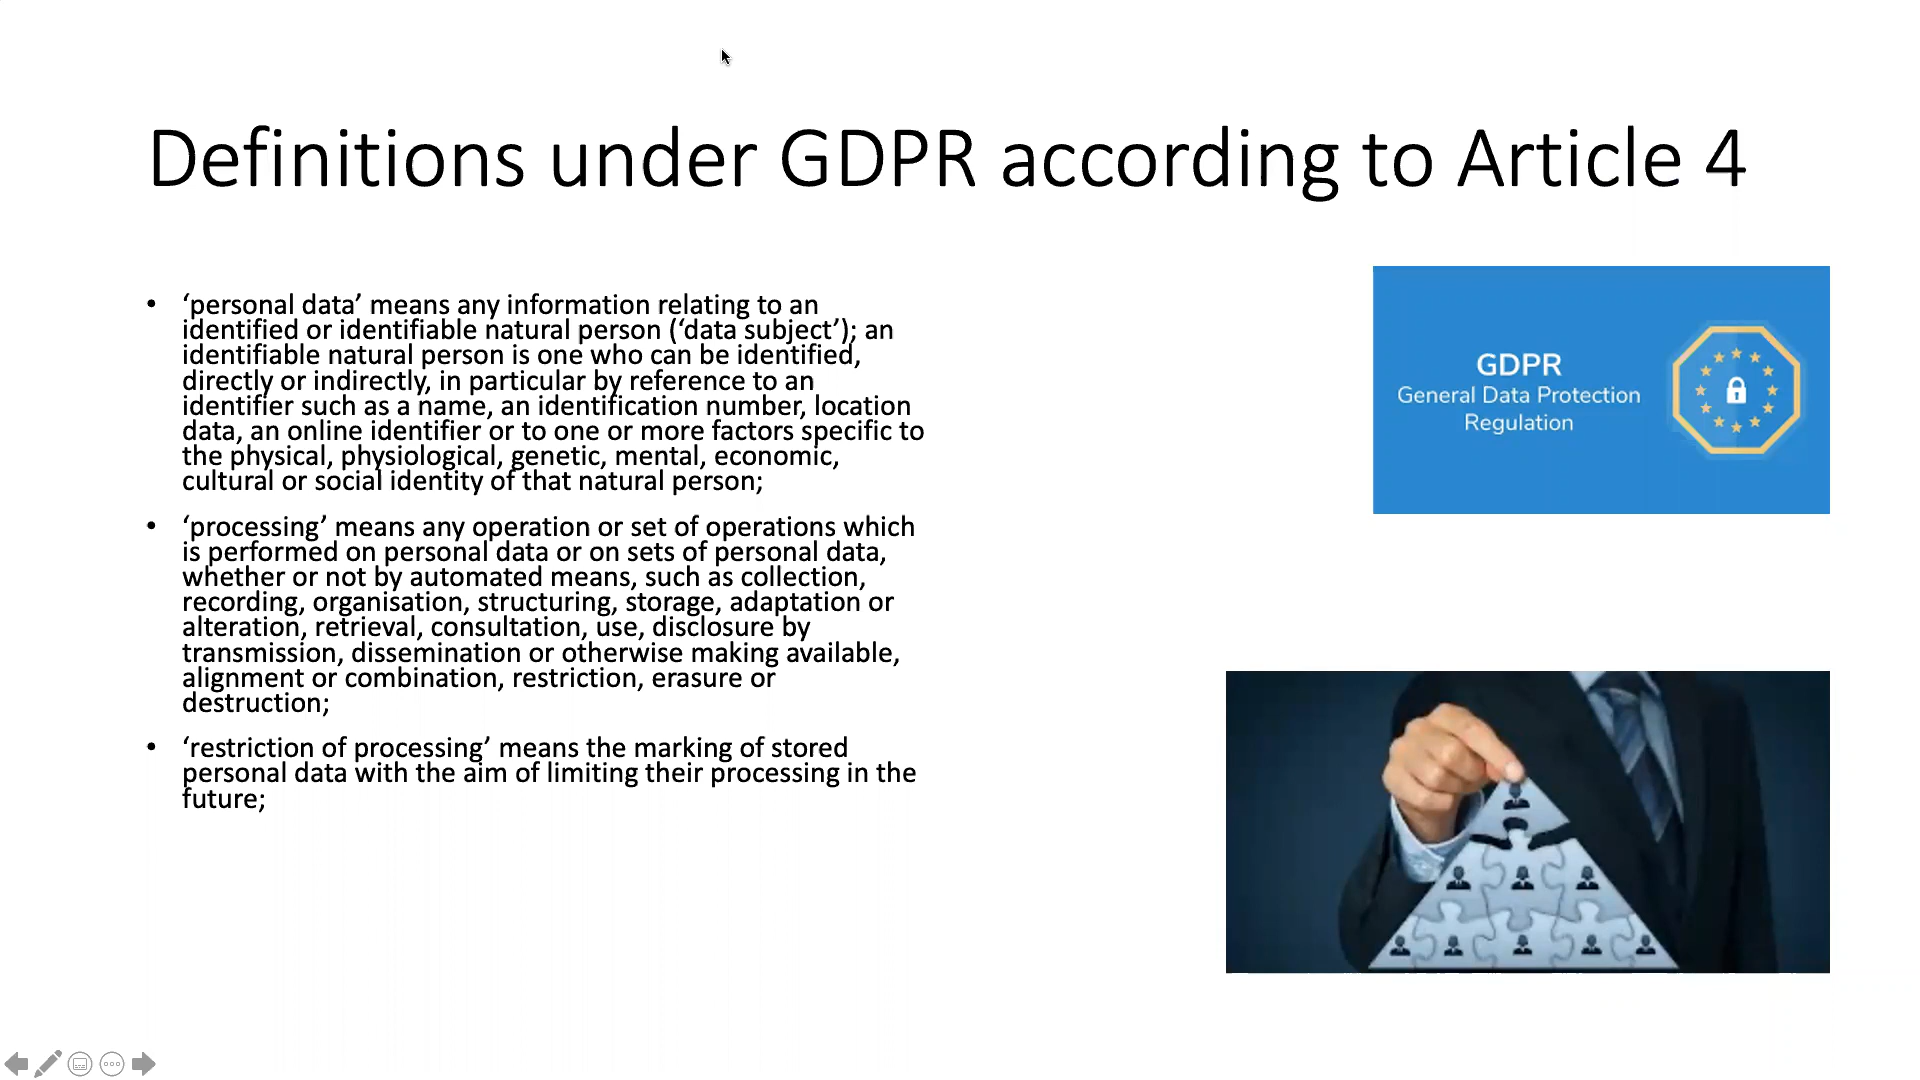 Definitions under GDPR according to Article 4
• ‘personal data’ means any information relating to an
identified or identifiable natural person (‘data subject’); an
identifiable natural person is one who can be identified,
directly or indirectly, in particular by reference to an
identifier such as a name, an identification number, location
data, an online identifier or to one or more factors specific to
the physical, physiological, genetic, mental, economic,
cultural or social identity of that natural person;
• ‘processing’ means any operation or set of operations which
is performed on personal data or on sets of personal data,
whether or not by automated means, such as collection,
recording, organisation, structuring, storage, adaptation or
alteration, retrieval, consultation, use, disclosure by
transmission, dissemination or otherwise making available,
alignment or combination, restriction, erasure or
destruction;
• ‘restriction of processing’ means the marking of stored
personal data with the aim of limiting their processing in the
future;
GDPR
General Data Protection
Regulation